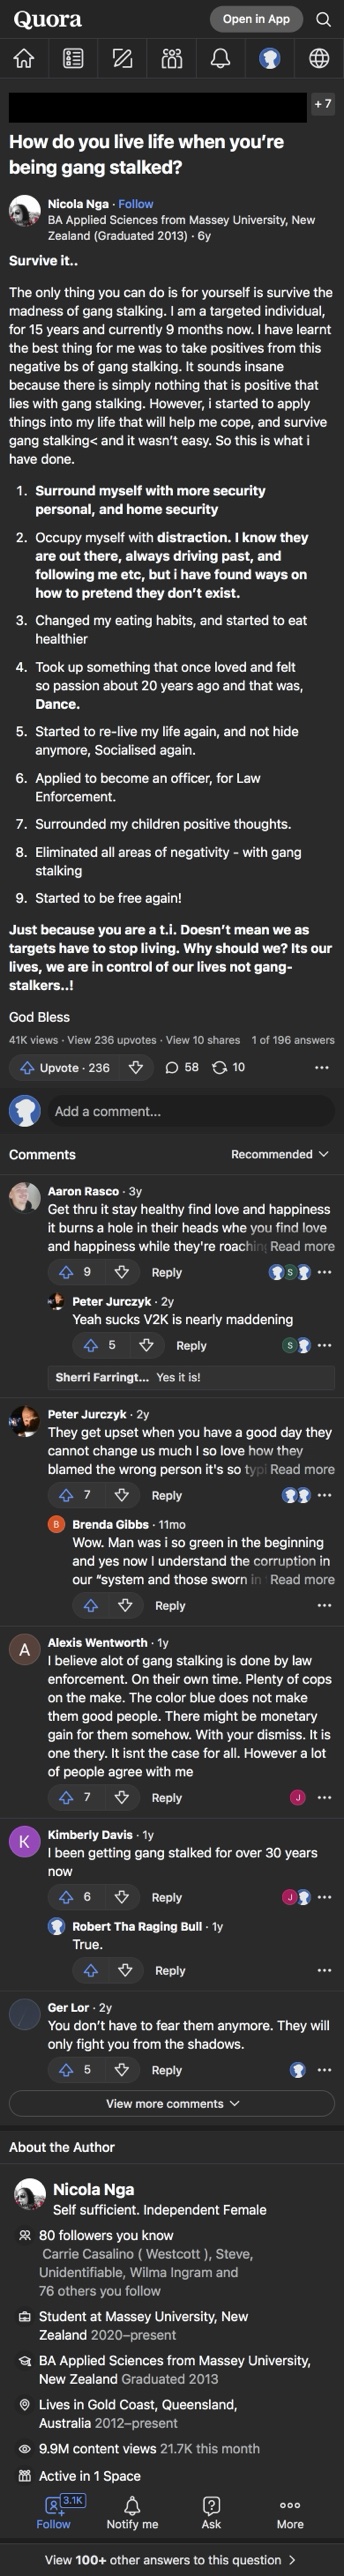 Quora
Open in App
+ 7
How do you live life when you're
being gang stalked?
Nicola Nga · Follow
BA Applied Sciences from Massey University, New
Zealand (Graduated 2013) · 6y
Survive it..
The only thing you can do is for yourself is survive the
madness of gang stalking. I am a targeted individual,
for 15 years and currently 9 months now. I have learnt
the best thing for me was to take positives from this
negative bs of gang stalking. It sounds insane
because there is simply nothing that is positive that
lies with gang stalking. However, i started to apply
things into my life that will help me cope, and survive
gang stalking< and it wasn't easy. So this is what i
have done.
1. Surround myself with more security
personal, and home security
2. Occupy myself with distraction. I know they
are out there, always driving past, and
following me etc, but i have found ways on
how to pretend they don't exist.
3. Changed my eating habits, and started to eat
healthier
4. Took up something that once loved and felt
so passion about 20 years ago and that was,
Dance.
5. Started to re-live my life again, and not hide
anymore, Socialised again.
6. Applied to become an officer, for Law
Enforcement.
7. Surrounded my children positive thoughts.
8. Eliminated all areas of negativity - with gang
stalking
9. Started to be free again!
Just because you are a t.i. Doesn't mean we as
targets have to stop living. Why should we? Its our
lives, we are in control of our lives not gang-
stalkers..!
God Bless
41K views · View 236 upvotes · View 10 shares 1 of 196 answers
Upvote · 236 58 10
Add a comment...
Comments Recommended
Aaron Rasco · 3y
Get thru it stay healthy find love and happiness
it burns a hole in their heads whe you find love
and happiness while they're roaching Read more
9 Reply S
Peter Jurczyk · 2y
Yeah sucks V2K is nearly maddening
5 Reply S
Sherri Farringt... Yes it is!
Peter Jurczyk · 2y
They get upset when you have a good day they
cannot change us much I so love how they
blamed the wrong person it's so typi Read more
7 Reply
B Brenda Gibbs · 11mo
Wow. Man was i so green in the beginning
and yes now I understand the corruption in
our "system and those sworn in Read more
Reply
A Alexis Wentworth · 1y
I believe alot of gang stalking is done by law
enforcement. On their own time. Plenty of cops
on the make. The color blue does not make
them good people. There might be monetary
gain for them somehow. With your dismiss. It is
one thery. It isnt the case for all. However a lot
of people agree with me
7 Reply J
K Kimberly Davis · 1y
I been getting gang stalked for over 30 years
now
6 Reply J
Robert Tha Raging Bull · 1y
True.
Reply
Ger Lor · 2y
You don't have to fear them anymore. They will
only fight you from the shadows.
5 Reply
View more comments
About the Author
Nicola Nga
Self sufficient. Independent Female
80 followers you know
Carrie Casalino ( Westcott ), Steve,
Unidentifiable, Wilma Ingram and
76 others you follow
Student at Massey University, New
Zealand 2020–present
BA Applied Sciences from Massey University,
New Zealand Graduated 2013
Lives in Gold Coast, Queensland,
Australia 2012–present
9.9M content views 21.7K this month
Active in 1 Space
3.1K
Follow Notify me Ask More
View 100+ other answers to this question